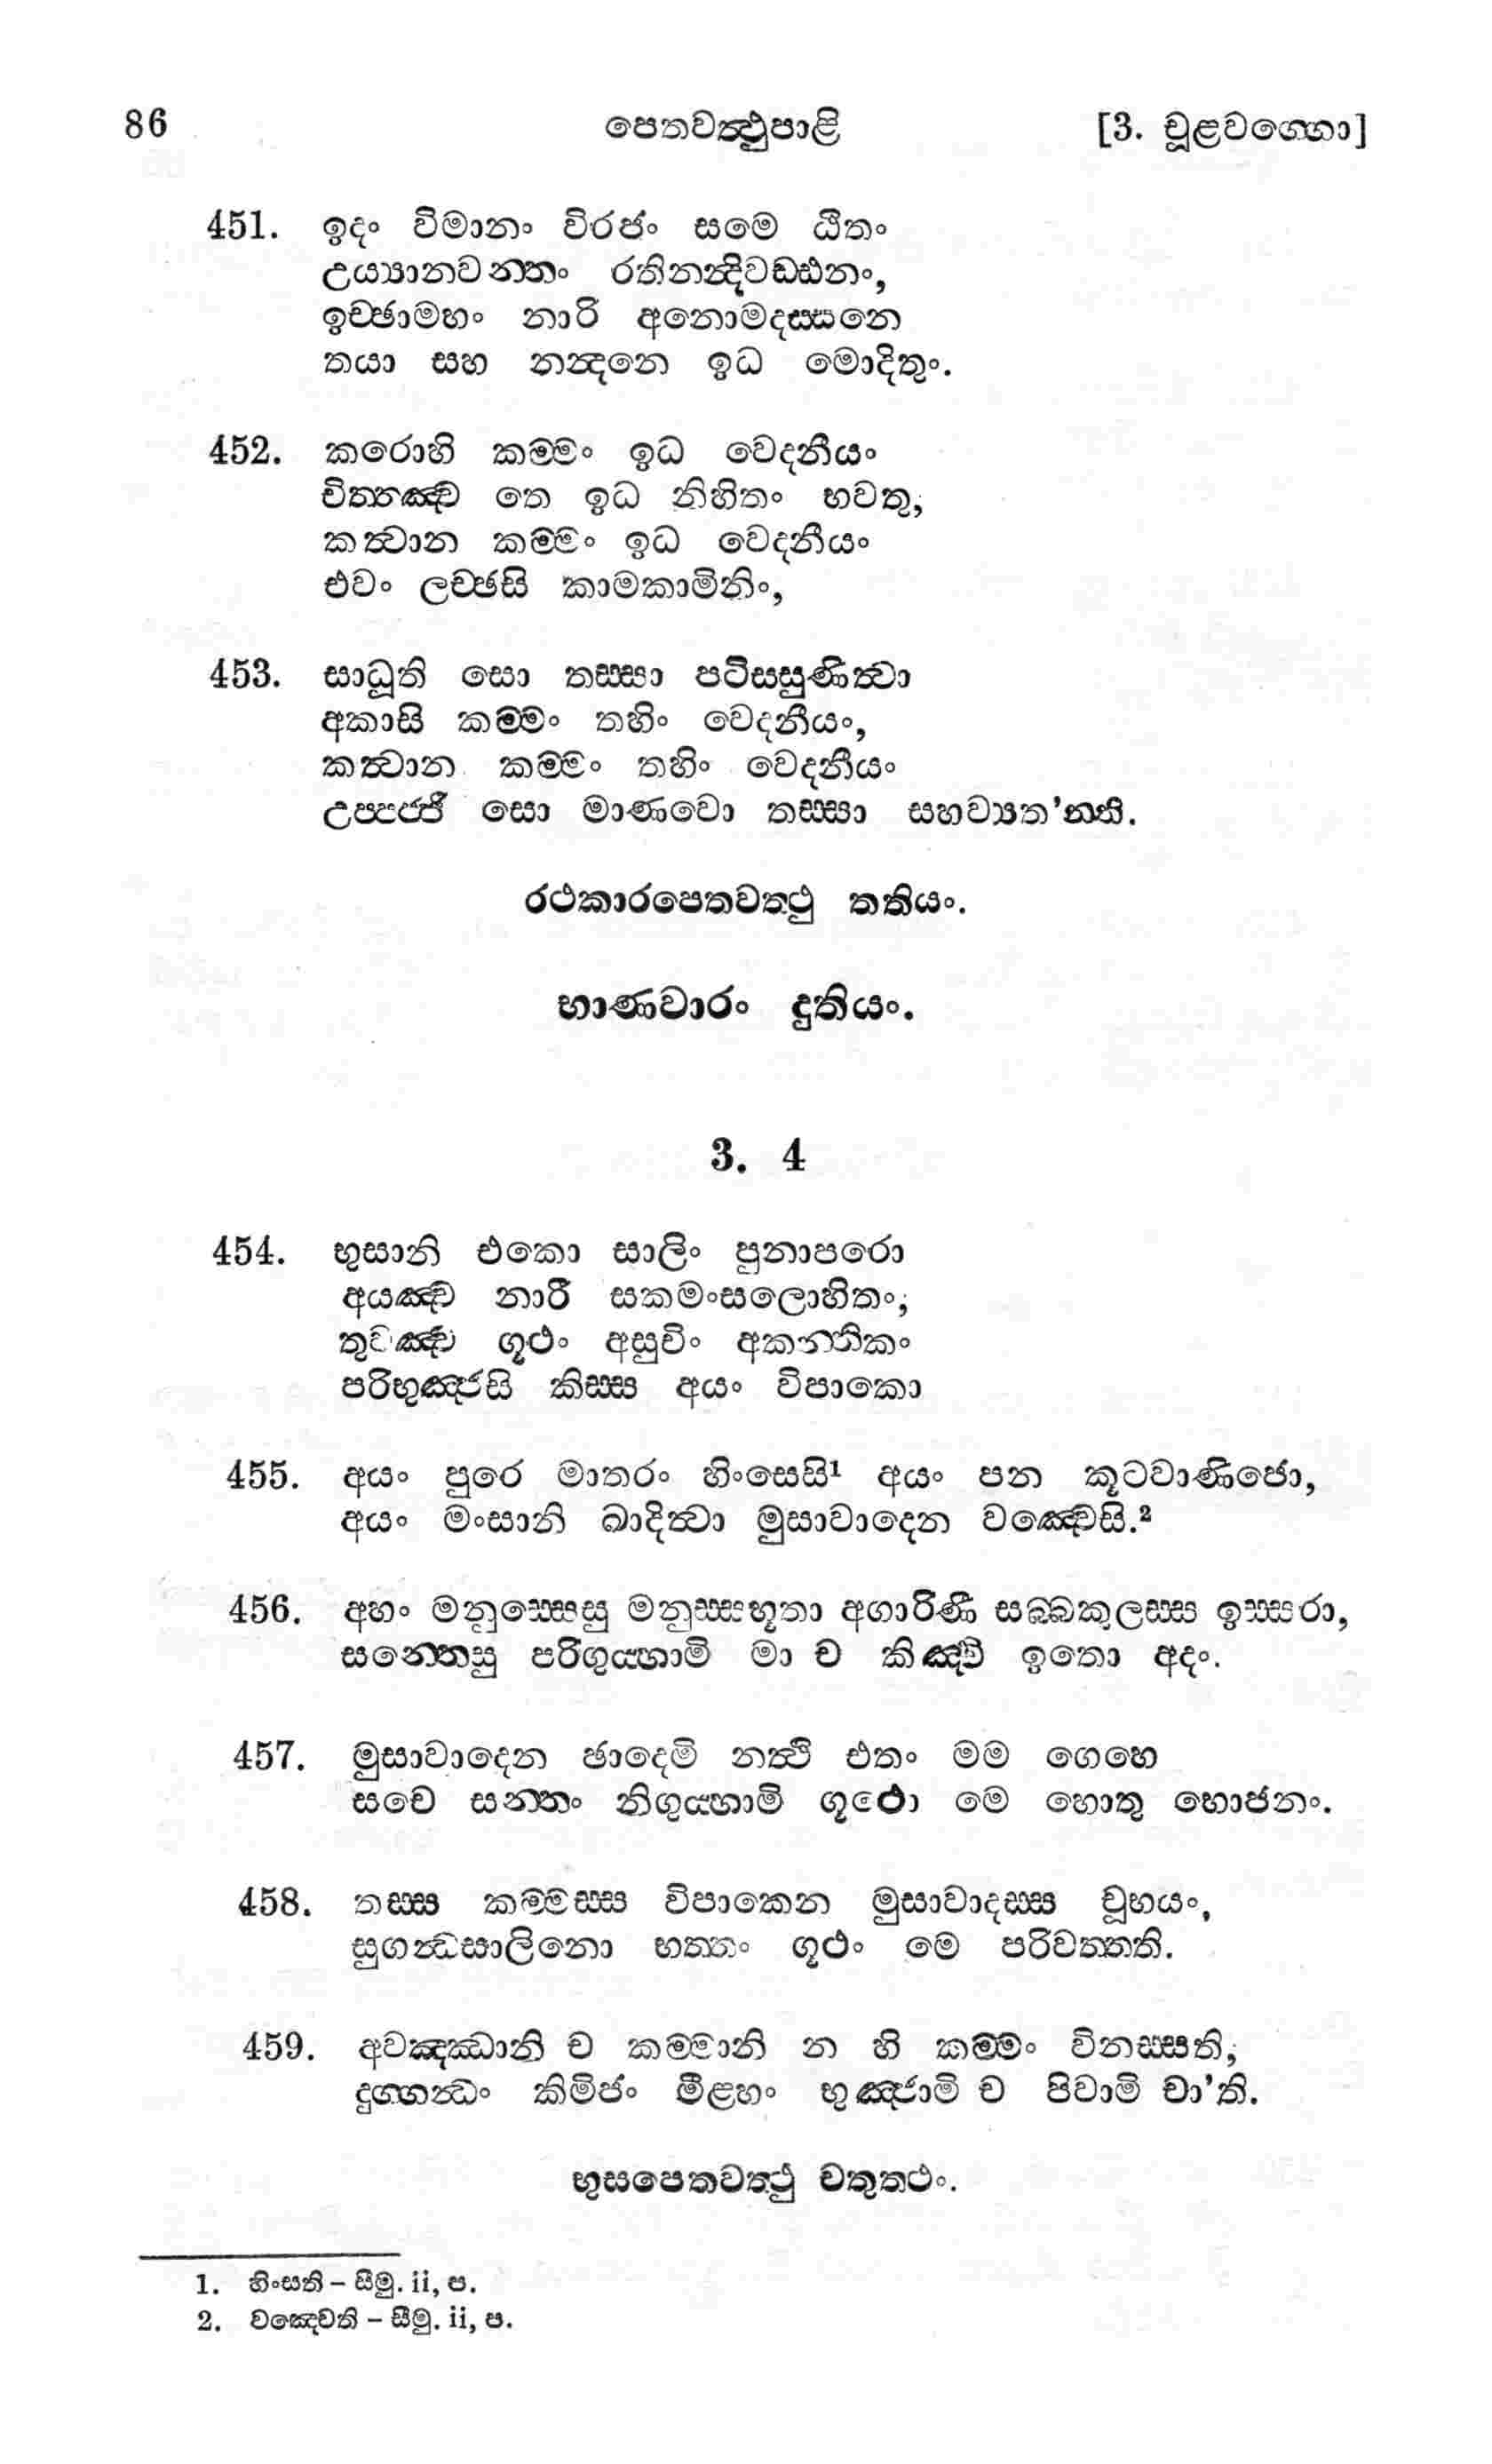 86 පෙතවත්ථුපාළි [3. චූළවග්ගො]
451. ඉදං විමානං විරජං සමෙ ඨීතං
උය්‍යානවන්තං රතිනන්දිවඩ්ඪනං,
ඉච්ඡාමහං නාරි අනොමදස්සනෙ
තයා සහ නන්දනෙ ඉධ මොදිතුං.
452. කරොහි කම්මං ඉධ වෙදනීයං
චිත්තඤ්ච තෙ ඉධ නිහිතං භවතු,
කත්වාන කම්මං ඉධ වෙදනීයං
එවං ලච්ඡසි කාමකාමිනිං,
453. සාධූති සො තස්සා පටිස්සුණිත්වා
අකාසි කම්මං තහිං වෙදනීයං,
කත්වාන කම්මං තහිං වෙදනීයං
උප්පජ්ජි සො මාණවො තස්සා සහව්‍යත'න්ති.
රථකාරපෙතවත්ථු තතියං.
භාණවාරං දුතියං.
3. 4
454. භුසානි එකො සාලිං පුනාපරො
අයඤ්ච නාරී සකමංසලොහිතං,
තුවඤ්ච ගූථං අසුචිං අකන්තිකං
පරිභුඤ්ජසි කිස්ස අයං විපාකො
455. අයං පුරෙ මාතරං හිංසෙසි¹ අයං පන කූටවාණිජො,
අයං මංසානි ඛාදිත්වා මුසාවාදෙන වඤ්චෙසි.²
456. අහං මනුස්සෙසු මනුස්සභූතා අගාරිණී සබ්බකුලස්ස ඉස්සරා,
සන්තෙසු පරිගුය්හාමි මා ච කිඤ්චි ඉතො අදං.
457. මුසාවාදෙන ඡාදෙමි නත්ථි එතං මම ගෙහෙ
සචෙ සන්තං නිගුය්හාමි ගූථො මෙ හොතු භොජනං.
458. තස්ස කම්මස්ස විපාකෙන මුසාවාදස්ස චූභයං,
සුගන්ධසාලිනො භත්තං ගූථං මෙ පරිවත්තති.
459. අවඤ්ඣානි ච කම්මානි න හි කම්මං විනස්සති,
දුග්ගන්ධං කිමිජං මීළ්හං භුඤ්ජාමි ච පිවාමි චා'ති.
භුසපෙතවත්ථු චතුත්ථං.
1. හිංසති – සීමු. ii, ප.
2. වඤ්චෙති – සීමු. ii, ප.